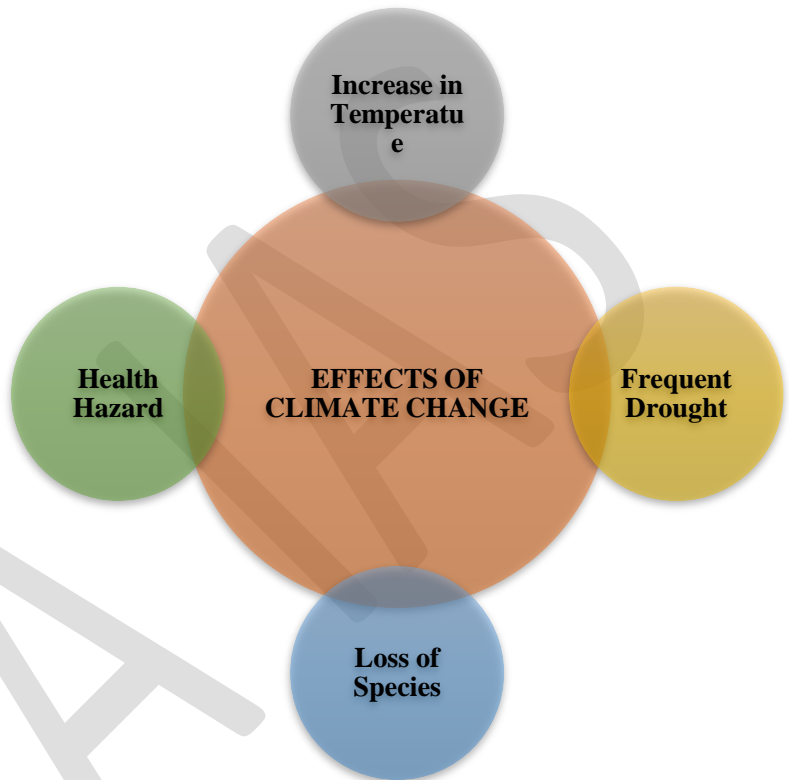 Increase in
Temperatu
e
Health
Hazard
EFFECTS OF
CLIMATE CHANGE
Frequent
Drought
Loss of
Species